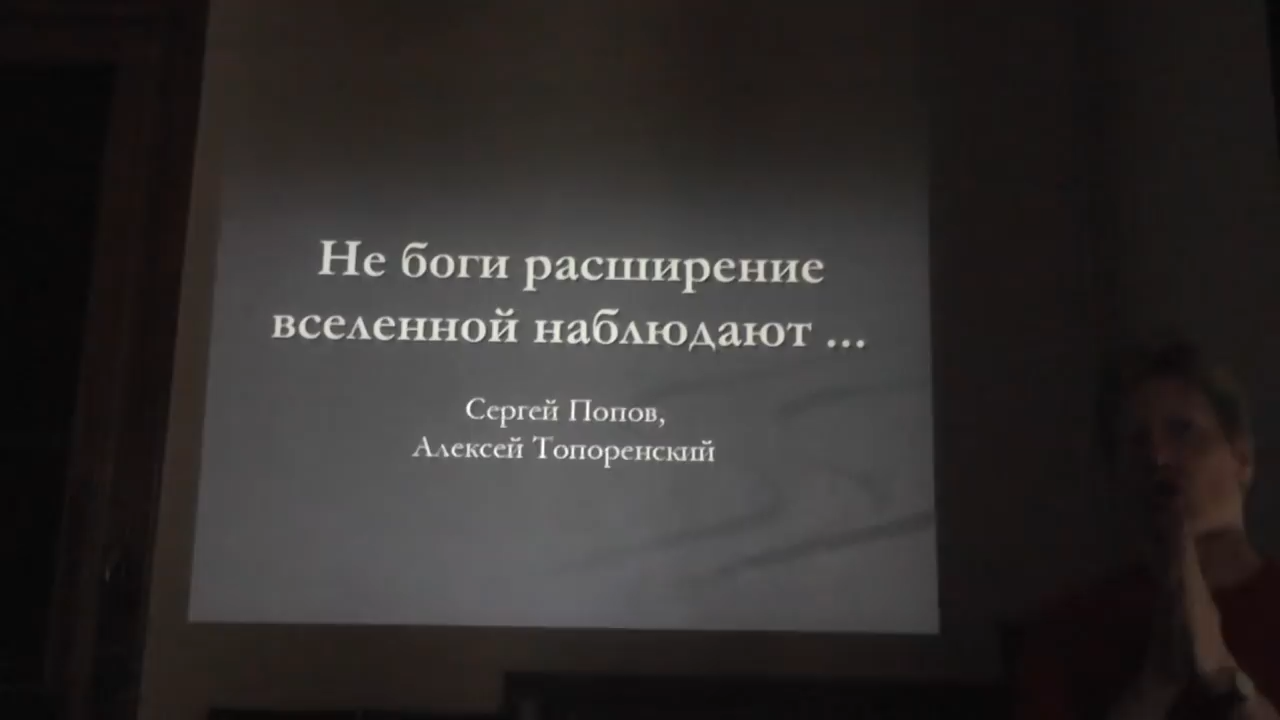 Не боги расширение
вселенной наблюдают ...
Сергей Попов,
Алексей Топоренский